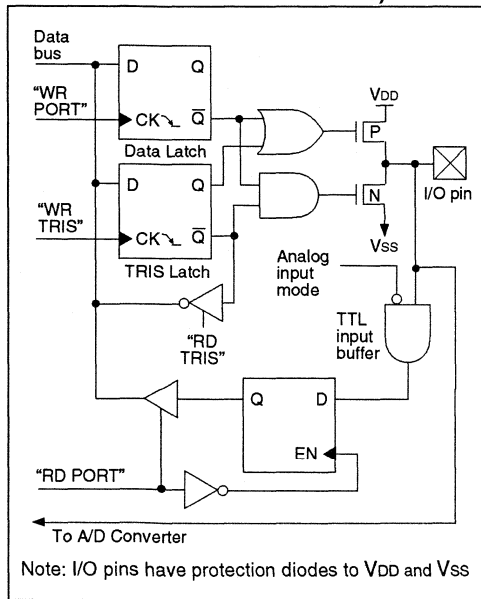 Data
bus
D Q
"WR
PORT"
CK Q
Data Latch
VDD
P
I/O pin
D Q
N
"WR
TRIS"
CK Q
VSS
TRIS Latch
Analog
input
mode
"RD
TRIS"
TTL
input
buffer
Q D
EN
"RD PORT"
To A/D Converter
Note: I/O pins have protection diodes to VDD and VSS